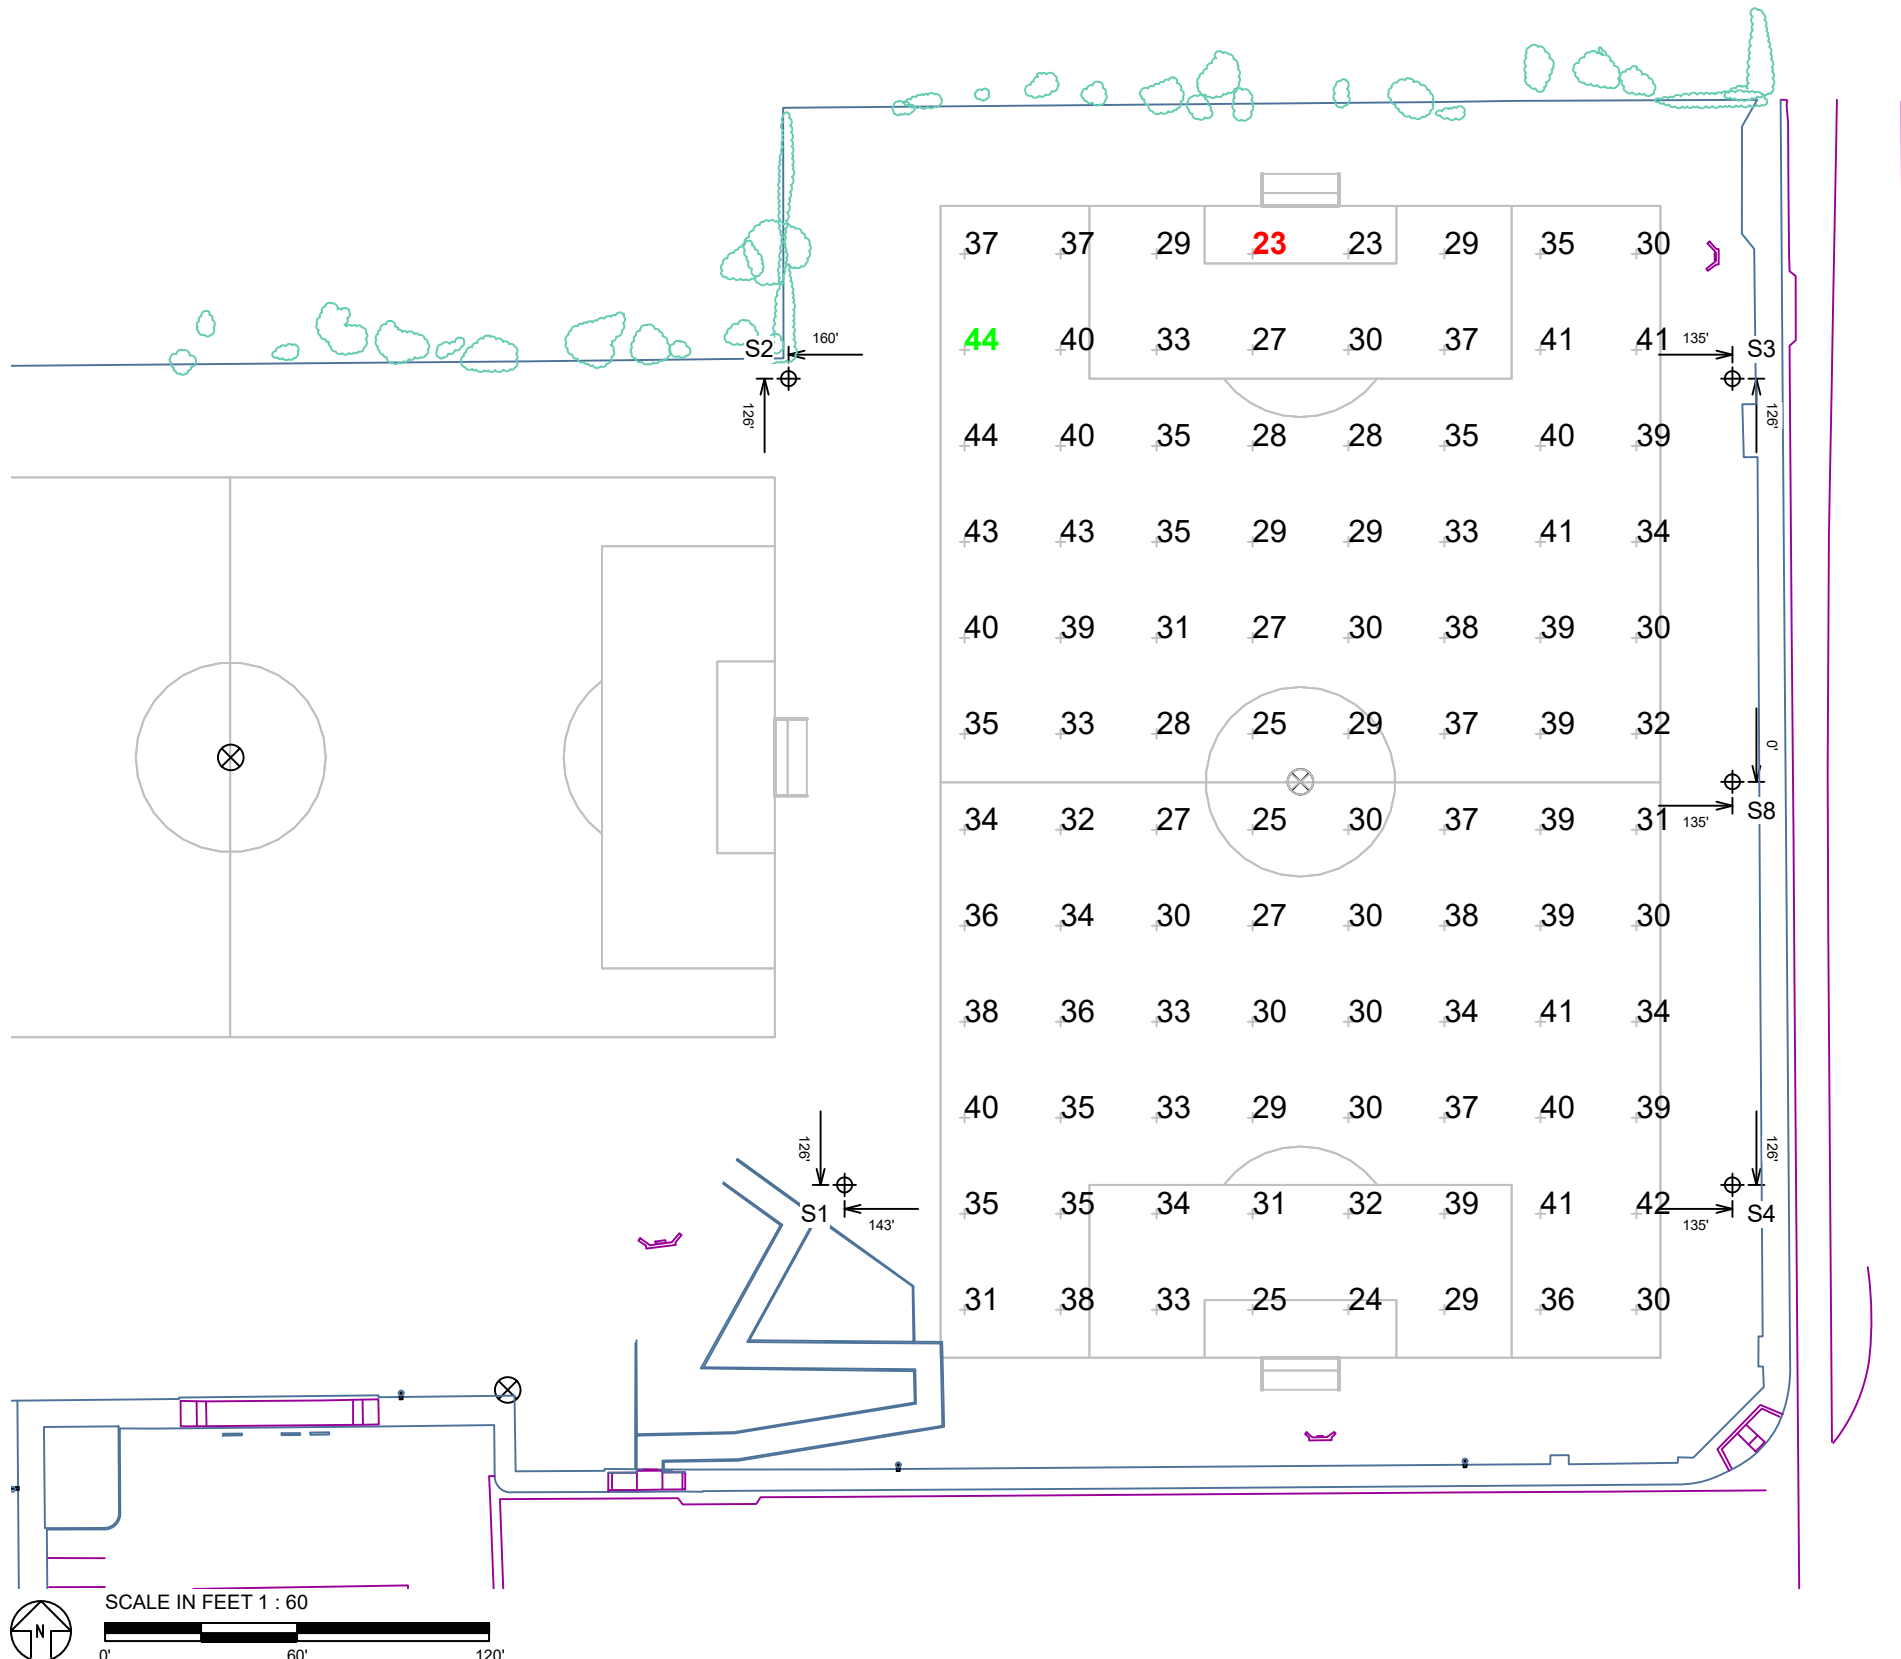 37 37 29 23 23 29 35 30
S2 160' 44 40 33 27 30 37 41 41 135' S3
126' 44 40 35 28 28 35 40 39 126'
43 43 35 29 29 33 41 34
40 39 31 27 30 38 39 30
35 33 28 25 29 37 39 32 0'
34 32 27 25 30 37 39 31 135' S8
36 34 30 27 30 38 39 30
38 36 33 30 30 34 41 34
126' 40 35 33 29 30 37 40 39 126'
S1 143' 35 35 34 31 32 39 41 42 135' S4
31 38 33 25 24 29 36 30
SCALE IN FEET 1 : 60
N
0' 60' 120'